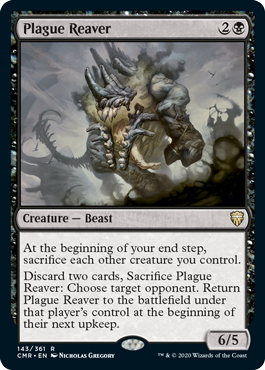 Plague Reaver 2
Creature — Beast
At the beginning of your end step,
sacrifice each other creature you control.
Discard two cards, Sacrifice Plague
Reaver: Choose target opponent. Return
Plague Reaver to the battlefield under
that player's control at the beginning of
their next upkeep.
6/5
143/361 R
CMR • EN Nicholas Gregory ™ & © 2020 Wizards of the Coast